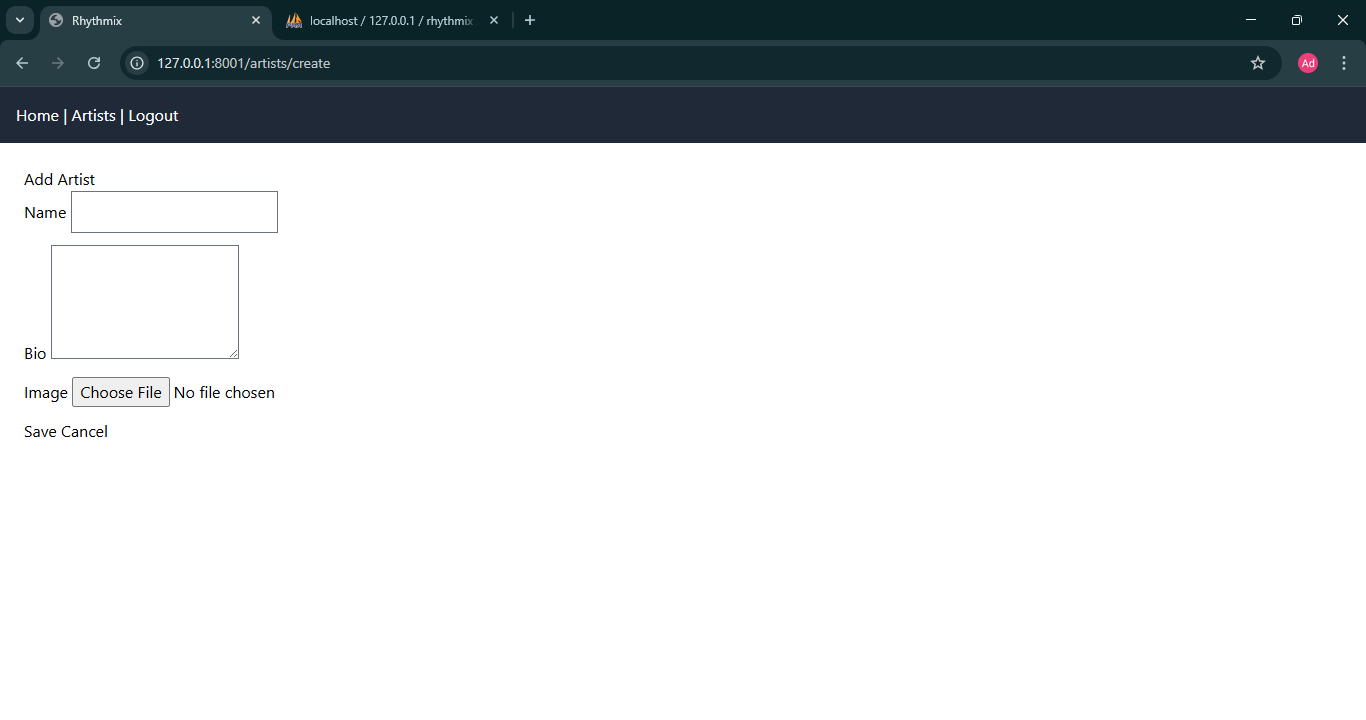 Rhythmix
localhost / 127.0.0.1 / rhythmix
127.0.0.1:8001/artists/create
Ad
Home | Artists | Logout
Add Artist
Name
Bio
Image Choose File No file chosen
Save Cancel